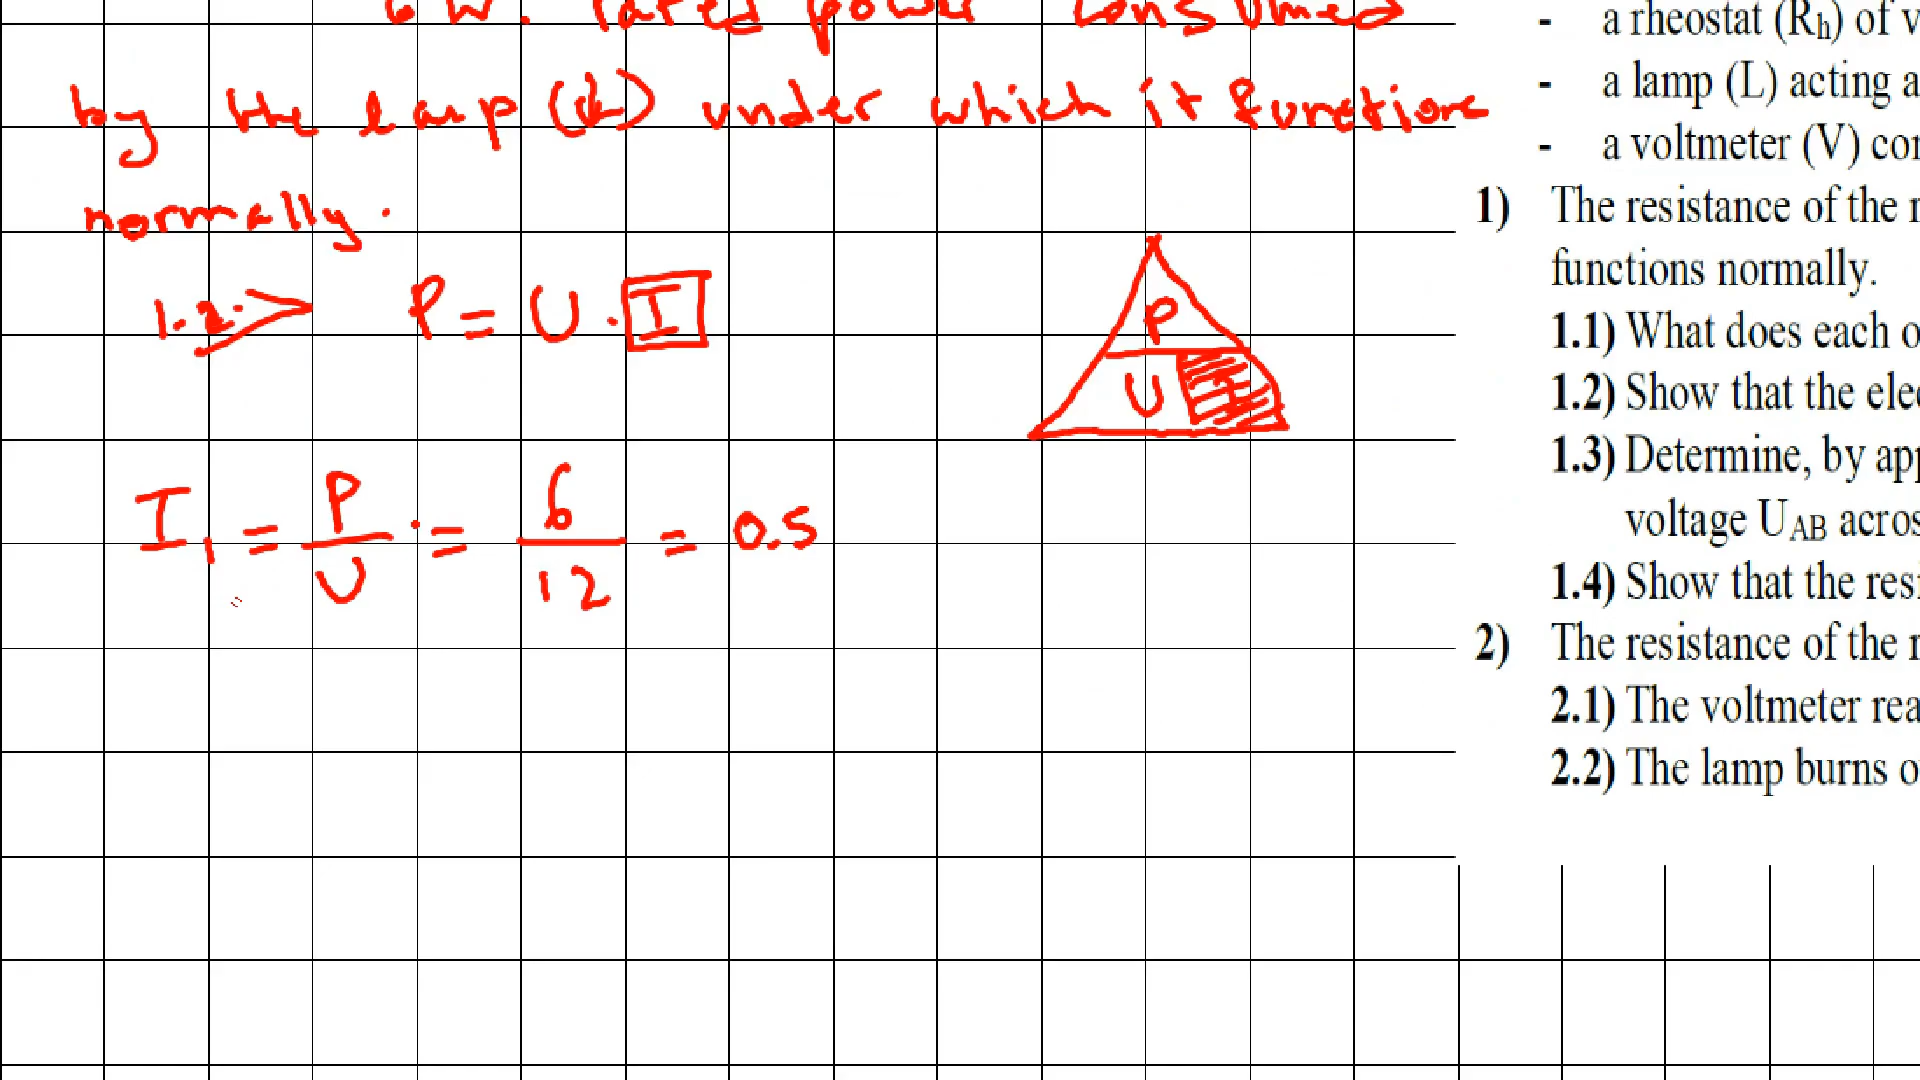 6 W. rated power consumed
by the lamp (L) under which it functions
normally.
1.2. > P = U . I
P
U I
I₁ = P/U = 6/12 = 0.5
- a rheostat (Rh) of v
- a lamp (L) acting a
- a voltmeter (V) con
1) The resistance of the r
functions normally.
1.1) What does each o
1.2) Show that the elec
1.3) Determine, by app
voltage UAB acros
1.4) Show that the resi
2) The resistance of the r
2.1) The voltmeter rea
2.2) The lamp burns o